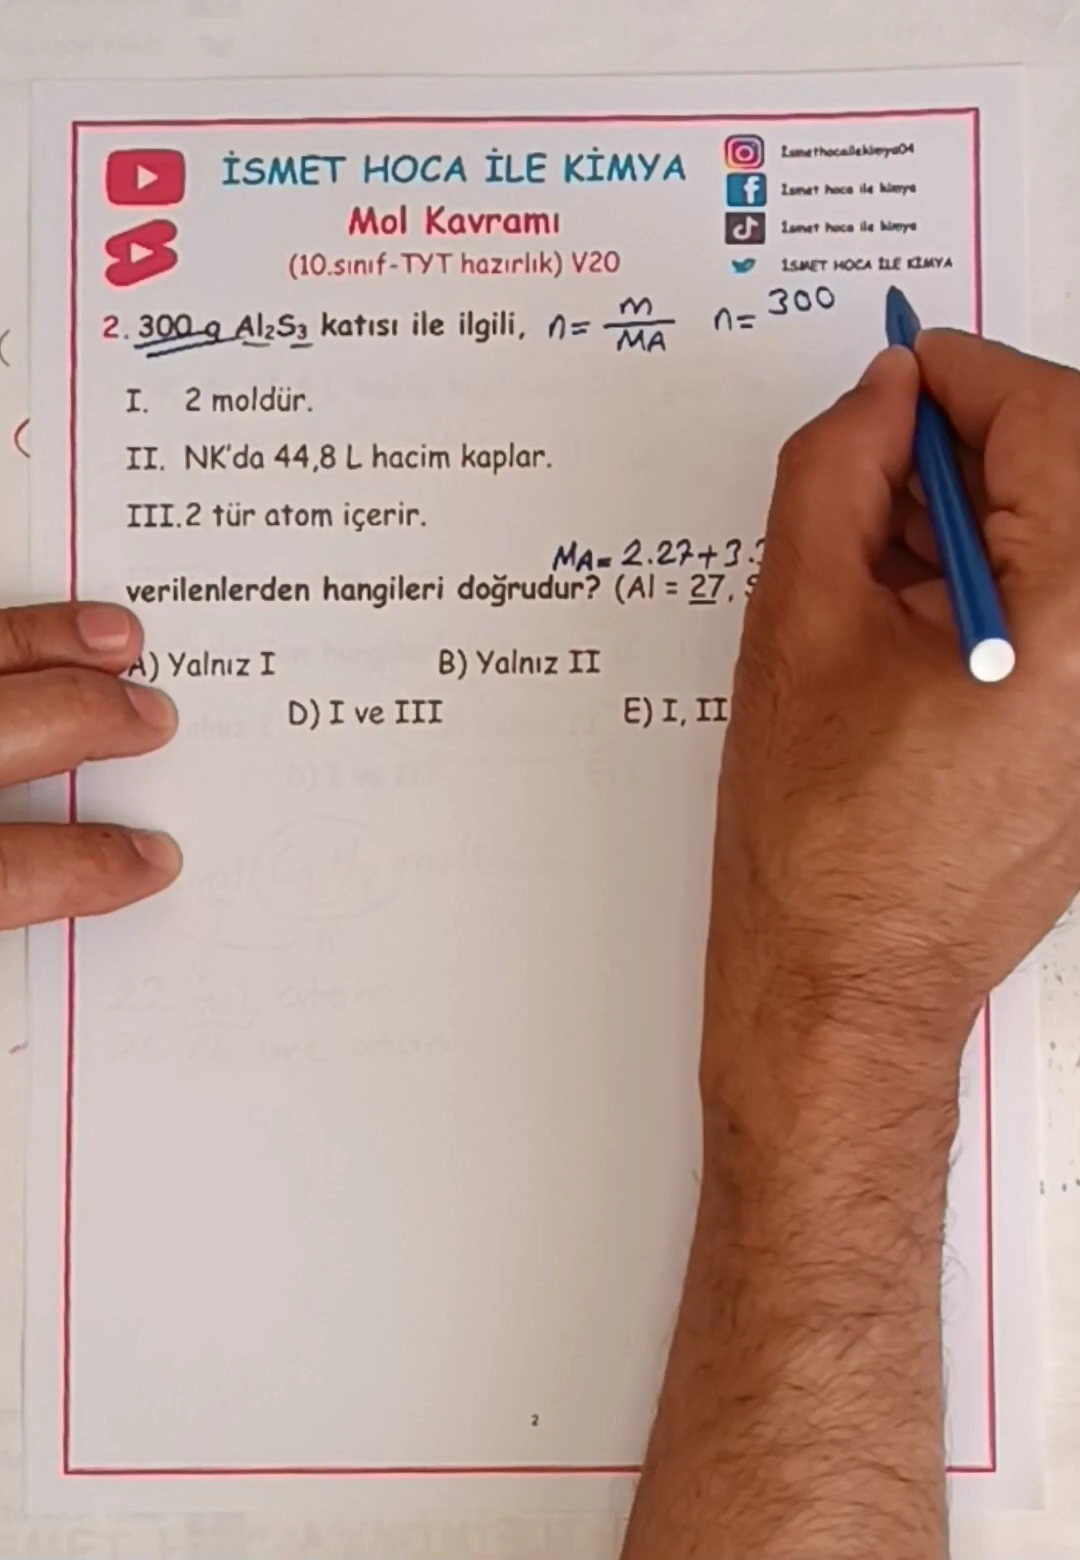 İSMET HOCA İLE KİMYA
Mol Kavramı
(10.sınıf-TYT hazırlık) V20
İsmethocailekimya04
İsmet hoca ile kimya
İsmet hoca ile kimya
İSMET HOCA İLE KİMYA
2. 300 g Al₂S₃ katısı ile ilgili, n = m/MA n = 300
I. 2 moldür.
II. NK'da 44,8 L hacim kaplar.
III. 2 tür atom içerir.
MA = 2.27+3.
verilenlerden hangileri doğrudur? (Al = 27,
A) Yalnız I B) Yalnız II
D) I ve III E) I, II
2